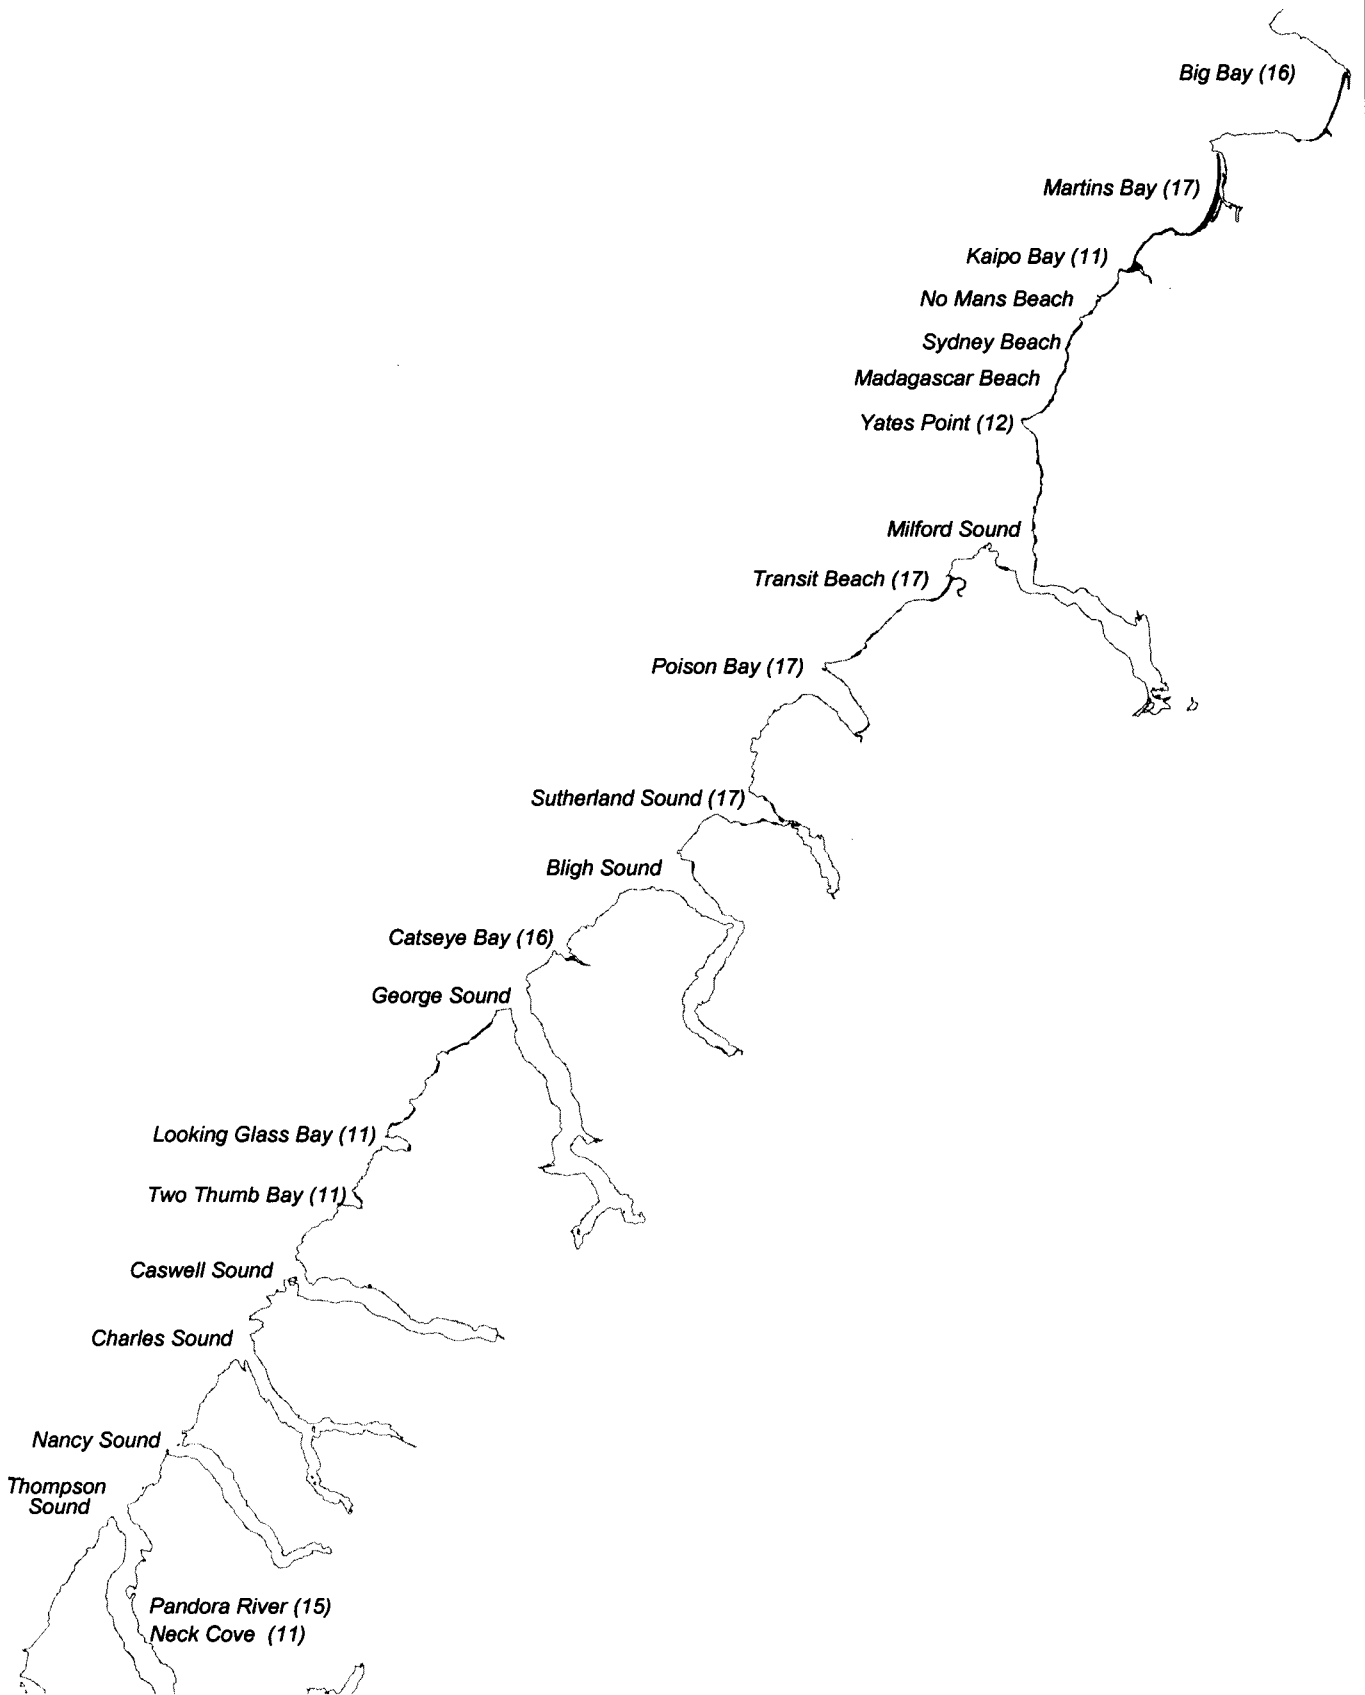 Big Bay (16)
Martins Bay (17)
Kaipo Bay (11)
No Mans Beach
Sydney Beach
Madagascar Beach
Yates Point (12)
Milford Sound
Transit Beach (17)
Poison Bay (17)
Sutherland Sound (17)
Bligh Sound
Catseye Bay (16)
George Sound
Looking Glass Bay (11)
Two Thumb Bay (11)
Caswell Sound
Charles Sound
Nancy Sound
Thompson
Sound
Pandora River (15)
Neck Cove (11)